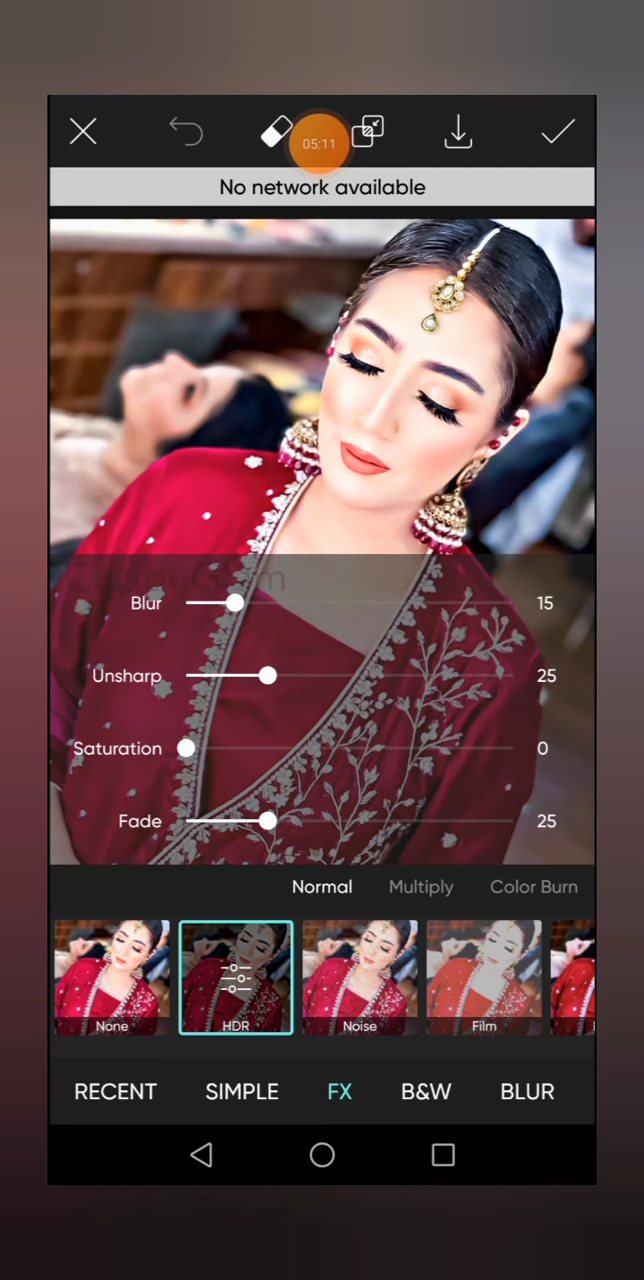 05:11
No network available
Blur 15
Unsharp 25
Saturation 0
Fade 25
Normal Multiply Color Burn
None HDR Noise Film
RECENT SIMPLE FX B&W BLUR